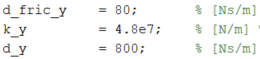 d_fric_y = 80; % [Ns/m]
k_y = 4.8e7; % [N/m]
d_y = 800; % [Ns/m]